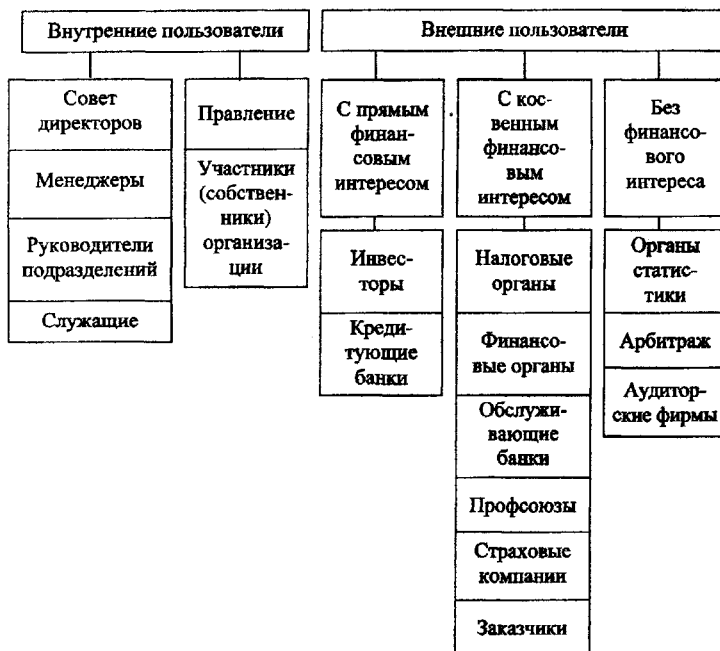 Внутренние пользователи
Внешние пользователи
Совет
директоров
Менеджеры
Руководители
подразделений
Служащие
Правление
Участники
(собствен-
ники)
организа-
ции
С прямым
финан-
совым
интересом
Инвес-
торы
Креди-
тующие
банки
С кос-
венным
финансо-
вым
интересом
Налоговые
органы
Финансо-
вые органы
Обслужи-
вающие
банки
Профсоюзы
Страховые
компании
Заказчики
Без
финансо-
вого
интереса
Органы
статис-
тики
Арбитраж
Аудитор-
ские фирмы